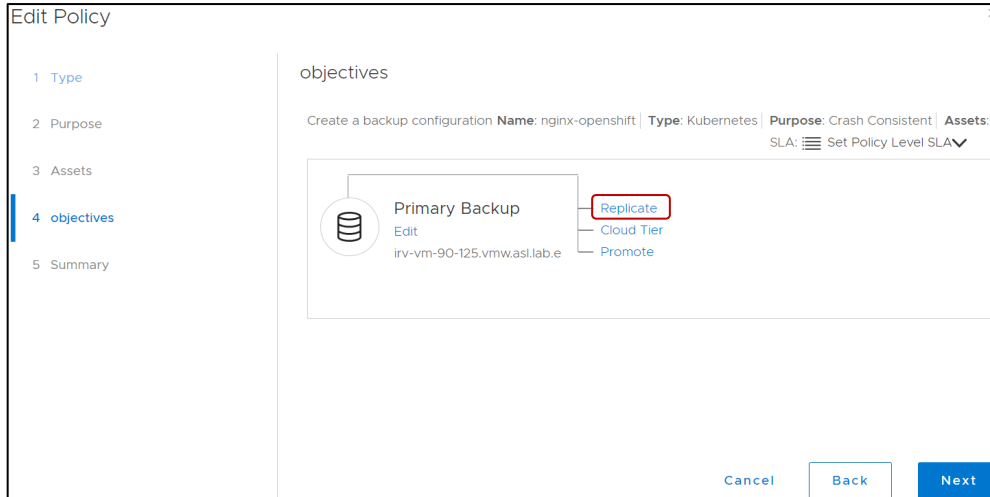 Edit Policy
1 Type
2 Purpose
3 Assets
4 objectives
5 Summary
objectives
Create a backup configuration Name: nginx-openshift Type: Kubernetes Purpose: Crash Consistent Assets:
SLA: Set Policy Level SLA
Primary Backup
Edit
irv-vm-90-125.vmw.asl.lab.e
Replicate
Cloud Tier
Promote
Cancel Back Next